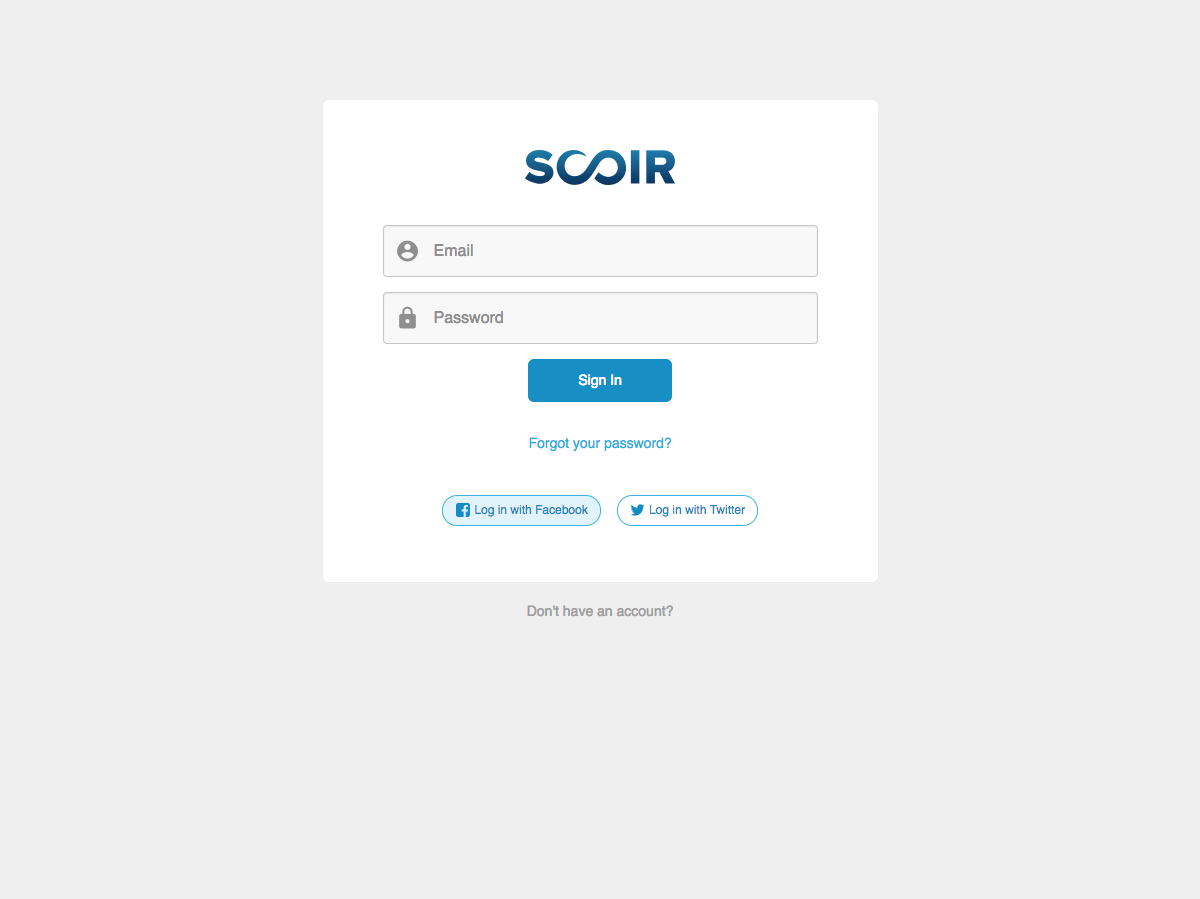 SCOIR
Email
Password
Sign In
Forgot your password?
Log in with Facebook
Log in with Twitter
Don't have an account?